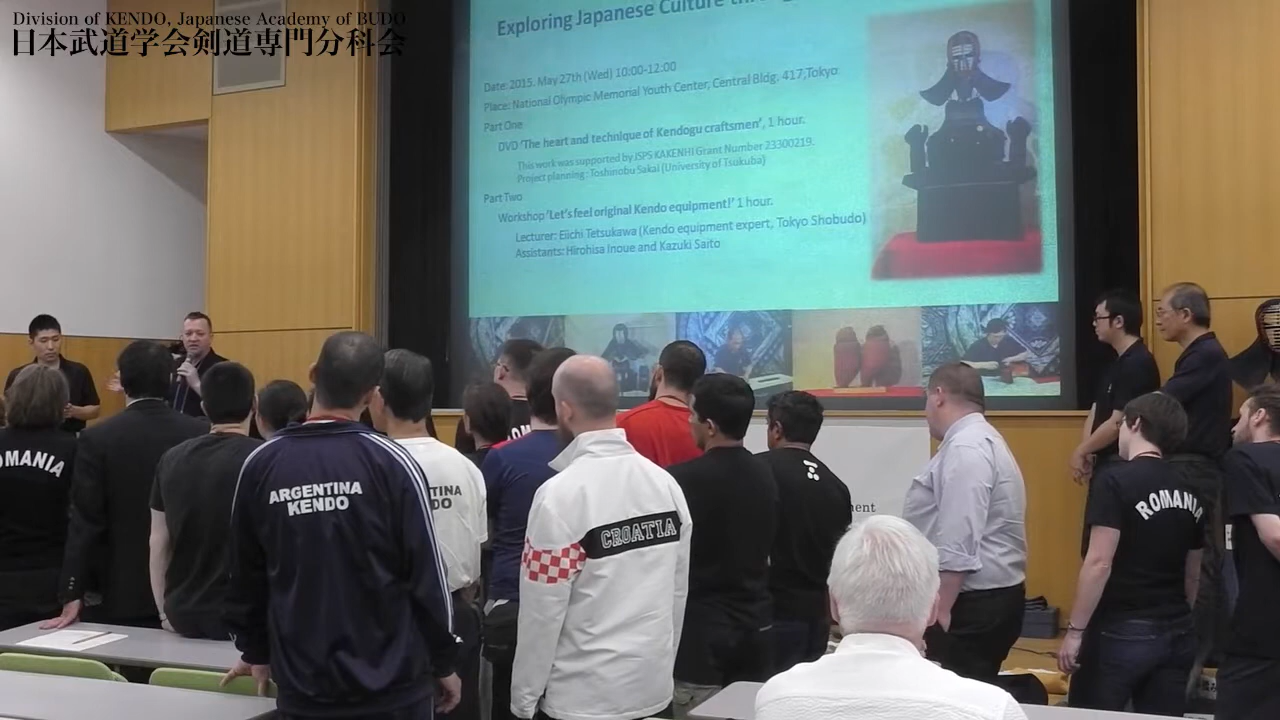 Division of KENDO, Japanese Academy of BUDO
日本武道学会剣道専門分科会
Exploring Japanese Culture
Date: 2015. May 27th (Wed) 10:00-12:00
Place: National Olympic Memorial Youth Center, Central Bldg. 417,Tokyo
Part One
DVD 'The heart and technique of Kendogu craftsmen', 1 hour.
This work was supported by JSPS KAKENHI Grant Number 23300219.
Project planning : Toshinobu Sakai (University of Tsukuba)
Part Two
Workshop 'Let's feel original Kendo equipment!' 1 hour.
Lecturer: Eiichi Tetsukawa (Kendo equipment expert, Tokyo Shobudo)
Assistants: Hirohisa Inoue and Kazuki Saito
OMANIA
ARGENTINA
KENDO
TINA
DO
CROATIA
ment
ROMANIA